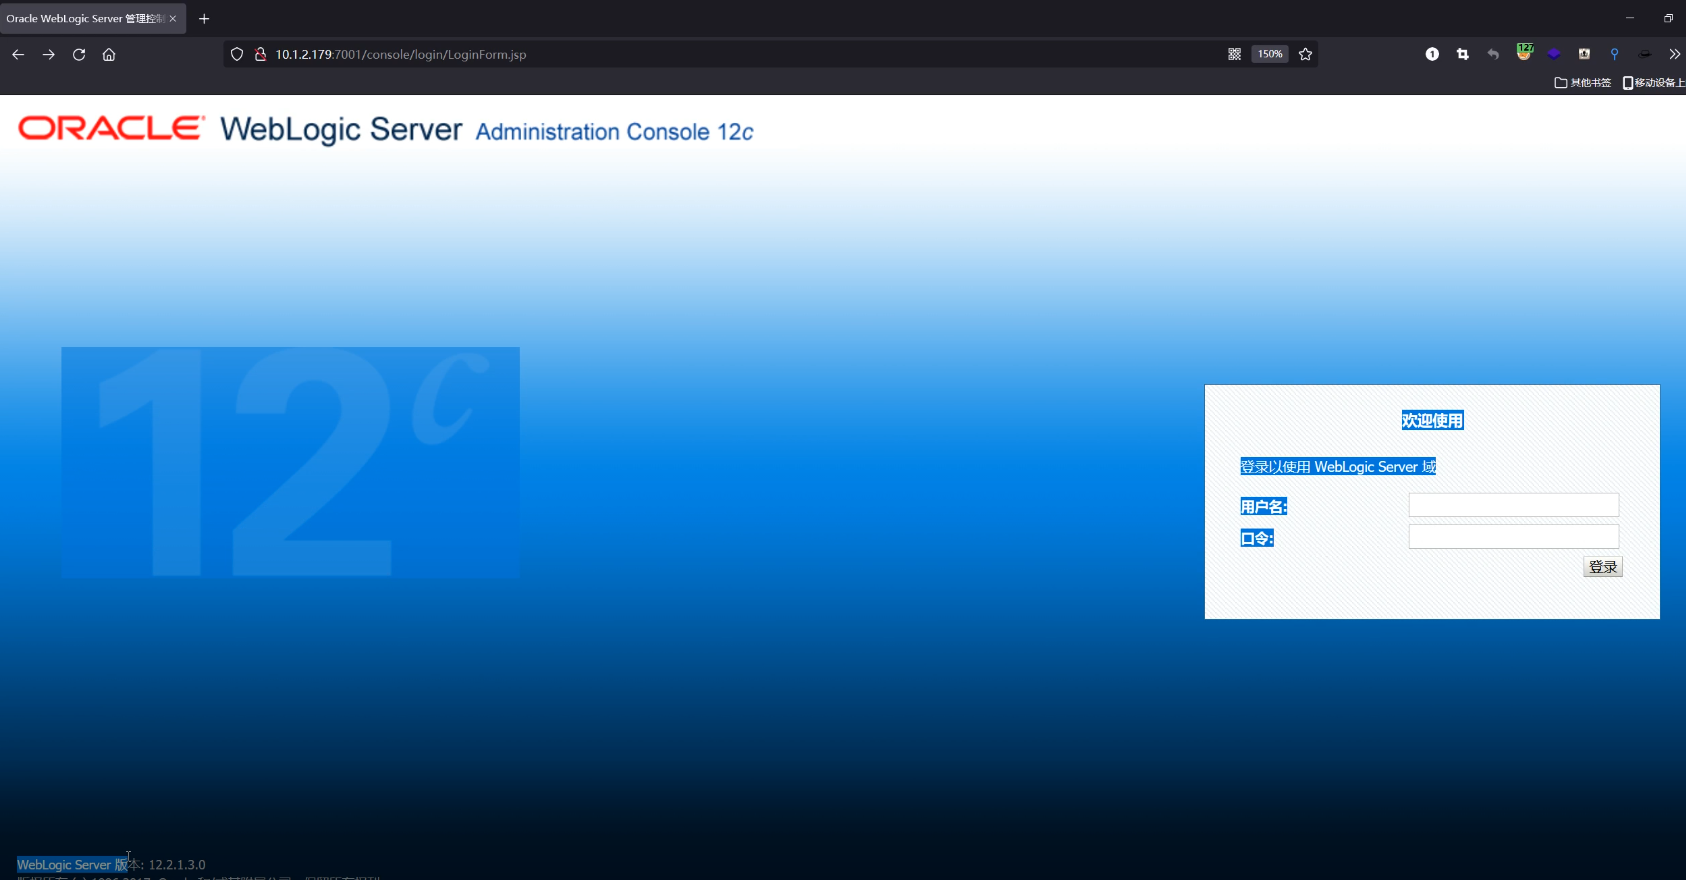 Oracle WebLogic Server 管理控制
10.1.2.179:7001/console/login/LoginForm.jsp
150%
1
127
其他书签
移动设备上
ORACLE WebLogic Server Administration Console 12c
12c
欢迎使用
登录以使用 WebLogic Server 域
用户名:
口令:
登录
WebLogic Server 版本: 12.2.1.3.0